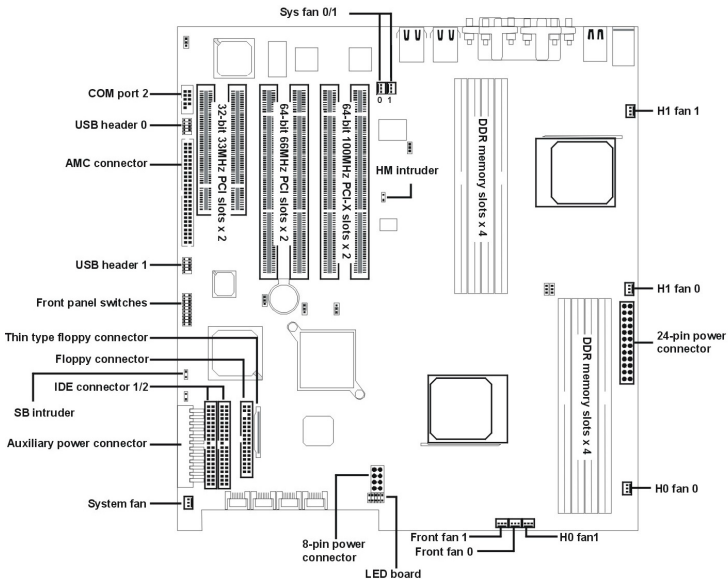 Sys fan 0/1
0 1
COM port 2
USB header 0
AMC connector
32-bit 33MHz PCI slots x 2
64-bit 66MHz PCI slots x 2
64-bit 100MHz PCI-X slots x 2
HM intruder
DDR memory slots x 4
H1 fan 1
USB header 1
H1 fan 0
Front panel switches
Thin type floppy connector
24-pin power
connector
Floppy connector
DDR memory slots x 4
IDE connector 1/2
SB intruder
Auxiliary power connector
System fan
H0 fan 0
8-pin power
connector
LED board
Front fan 1
Front fan 0
H0 fan1